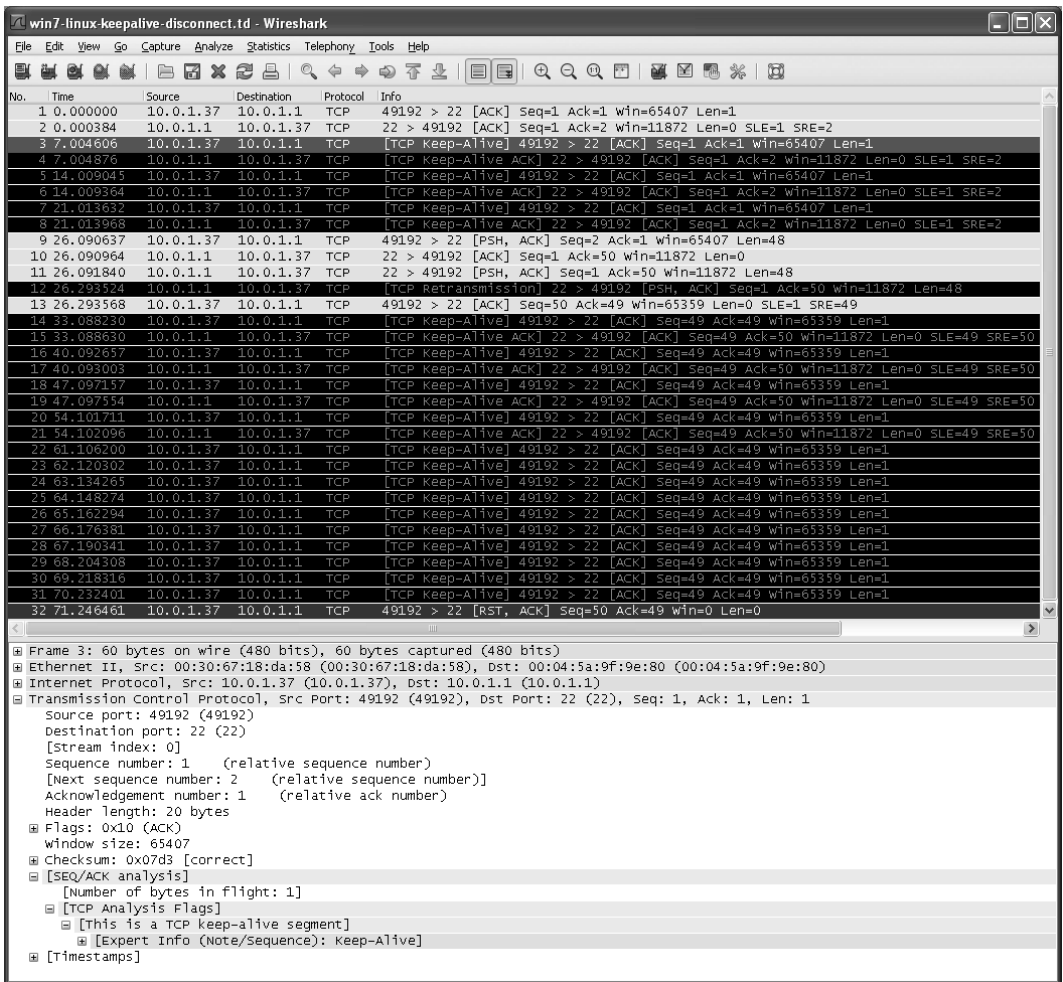 win7-linux-keepalive-disconnect.td - Wireshark
File Edit View Go Capture Analyze Statistics Telephony Tools Help
No. Time Source Destination Protocol Info
1 0.000000 10.0.1.37 10.0.1.1 TCP 49192 > 22 [ACK] Seq=1 Ack=1 Win=65407 Len=1
2 0.000384 10.0.1.1 10.0.1.37 TCP 22 > 49192 [ACK] Seq=1 Ack=2 Win=11872 Len=0 SLE=1 SRE=2
3 7.004606 10.0.1.37 10.0.1.1 TCP [TCP Keep-Alive] 49192 > 22 [ACK] Seq=1 Ack=1 Win=65407 Len=1
4 7.004876 10.0.1.1 10.0.1.37 TCP [TCP Keep-Alive ACK] 22 > 49192 [ACK] Seq=1 Ack=2 Win=11872 Len=0 SLE=1 SRE=2
5 14.009045 10.0.1.37 10.0.1.1 TCP [TCP Keep-Alive] 49192 > 22 [ACK] Seq=1 Ack=1 Win=65407 Len=1
6 14.009364 10.0.1.1 10.0.1.37 TCP [TCP Keep-Alive ACK] 22 > 49192 [ACK] Seq=1 Ack=2 Win=11872 Len=0 SLE=1 SRE=2
7 21.013632 10.0.1.37 10.0.1.1 TCP [TCP Keep-Alive] 49192 > 22 [ACK] Seq=1 Ack=1 Win=65407 Len=1
8 21.013968 10.0.1.1 10.0.1.37 TCP [TCP Keep-Alive ACK] 22 > 49192 [ACK] Seq=1 Ack=2 Win=11872 Len=0 SLE=1 SRE=2
9 26.090637 10.0.1.37 10.0.1.1 TCP 49192 > 22 [PSH, ACK] Seq=2 Ack=1 Win=65407 Len=48
10 26.090964 10.0.1.1 10.0.1.37 TCP 22 > 49192 [ACK] Seq=1 Ack=50 Win=11872 Len=0
11 26.091840 10.0.1.1 10.0.1.37 TCP 22 > 49192 [PSH, ACK] Seq=1 Ack=50 Win=11872 Len=48
12 26.293524 10.0.1.1 10.0.1.37 TCP [TCP Retransmission] 22 > 49192 [PSH, ACK] Seq=1 Ack=50 Win=11872 Len=48
13 26.293568 10.0.1.37 10.0.1.1 TCP 49192 > 22 [ACK] Seq=50 Ack=49 Win=65359 Len=0 SLE=1 SRE=49
14 33.088230 10.0.1.37 10.0.1.1 TCP [TCP Keep-Alive] 49192 > 22 [ACK] Seq=49 Ack=49 Win=65359 Len=1
15 33.088630 10.0.1.1 10.0.1.37 TCP [TCP Keep-Alive ACK] 22 > 49192 [ACK] Seq=49 Ack=50 Win=11872 Len=0 SLE=49 SRE=50
16 40.092657 10.0.1.37 10.0.1.1 TCP [TCP Keep-Alive] 49192 > 22 [ACK] Seq=49 Ack=49 Win=65359 Len=1
17 40.093003 10.0.1.1 10.0.1.37 TCP [TCP Keep-Alive ACK] 22 > 49192 [ACK] Seq=49 Ack=50 Win=11872 Len=0 SLE=49 SRE=50
18 47.097157 10.0.1.37 10.0.1.1 TCP [TCP Keep-Alive] 49192 > 22 [ACK] Seq=49 Ack=49 Win=65359 Len=1
19 47.097554 10.0.1.1 10.0.1.37 TCP [TCP Keep-Alive ACK] 22 > 49192 [ACK] Seq=49 Ack=50 Win=11872 Len=0 SLE=49 SRE=50
20 54.101711 10.0.1.37 10.0.1.1 TCP [TCP Keep-Alive] 49192 > 22 [ACK] Seq=49 Ack=49 Win=65359 Len=1
21 54.102096 10.0.1.1 10.0.1.37 TCP [TCP Keep-Alive ACK] 22 > 49192 [ACK] Seq=49 Ack=50 Win=11872 Len=0 SLE=49 SRE=50
22 61.106200 10.0.1.37 10.0.1.1 TCP [TCP Keep-Alive] 49192 > 22 [ACK] Seq=49 Ack=49 Win=65359 Len=1
23 62.120302 10.0.1.37 10.0.1.1 TCP [TCP Keep-Alive] 49192 > 22 [ACK] Seq=49 Ack=49 Win=65359 Len=1
24 63.134265 10.0.1.37 10.0.1.1 TCP [TCP Keep-Alive] 49192 > 22 [ACK] Seq=49 Ack=49 Win=65359 Len=1
25 64.148274 10.0.1.37 10.0.1.1 TCP [TCP Keep-Alive] 49192 > 22 [ACK] Seq=49 Ack=49 Win=65359 Len=1
26 65.162294 10.0.1.37 10.0.1.1 TCP [TCP Keep-Alive] 49192 > 22 [ACK] Seq=49 Ack=49 Win=65359 Len=1
27 66.176381 10.0.1.37 10.0.1.1 TCP [TCP Keep-Alive] 49192 > 22 [ACK] Seq=49 Ack=49 Win=65359 Len=1
28 67.190341 10.0.1.37 10.0.1.1 TCP [TCP Keep-Alive] 49192 > 22 [ACK] Seq=49 Ack=49 Win=65359 Len=1
29 68.204308 10.0.1.37 10.0.1.1 TCP [TCP Keep-Alive] 49192 > 22 [ACK] Seq=49 Ack=49 Win=65359 Len=1
30 69.218316 10.0.1.37 10.0.1.1 TCP [TCP Keep-Alive] 49192 > 22 [ACK] Seq=49 Ack=49 Win=65359 Len=1
31 70.232401 10.0.1.37 10.0.1.1 TCP [TCP Keep-Alive] 49192 > 22 [ACK] Seq=49 Ack=49 Win=65359 Len=1
32 71.246461 10.0.1.37 10.0.1.1 TCP 49192 > 22 [RST, ACK] Seq=50 Ack=49 Win=0 Len=0
Frame 3: 60 bytes on wire (480 bits), 60 bytes captured (480 bits)
Ethernet II, Src: 00:30:67:18:da:58 (00:30:67:18:da:58), Dst: 00:04:5a:9f:9e:80 (00:04:5a:9f:9e:80)
Internet Protocol, Src: 10.0.1.37 (10.0.1.37), Dst: 10.0.1.1 (10.0.1.1)
Transmission Control Protocol, Src Port: 49192 (49192), Dst Port: 22 (22), Seq: 1, Ack: 1, Len: 1
Source port: 49192 (49192)
Destination port: 22 (22)
[Stream index: 0]
Sequence number: 1 (relative sequence number)
[Next sequence number: 2 (relative sequence number)]
Acknowledgement number: 1 (relative ack number)
Header length: 20 bytes
Flags: 0x10 (ACK)
Window size: 65407
Checksum: 0x07d3 [correct]
[SEQ/ACK analysis]
[Number of bytes in flight: 1]
[TCP Analysis Flags]
[This is a TCP keep-alive segment]
[Expert Info (Note/Sequence): Keep-Alive]
[Timestamps]